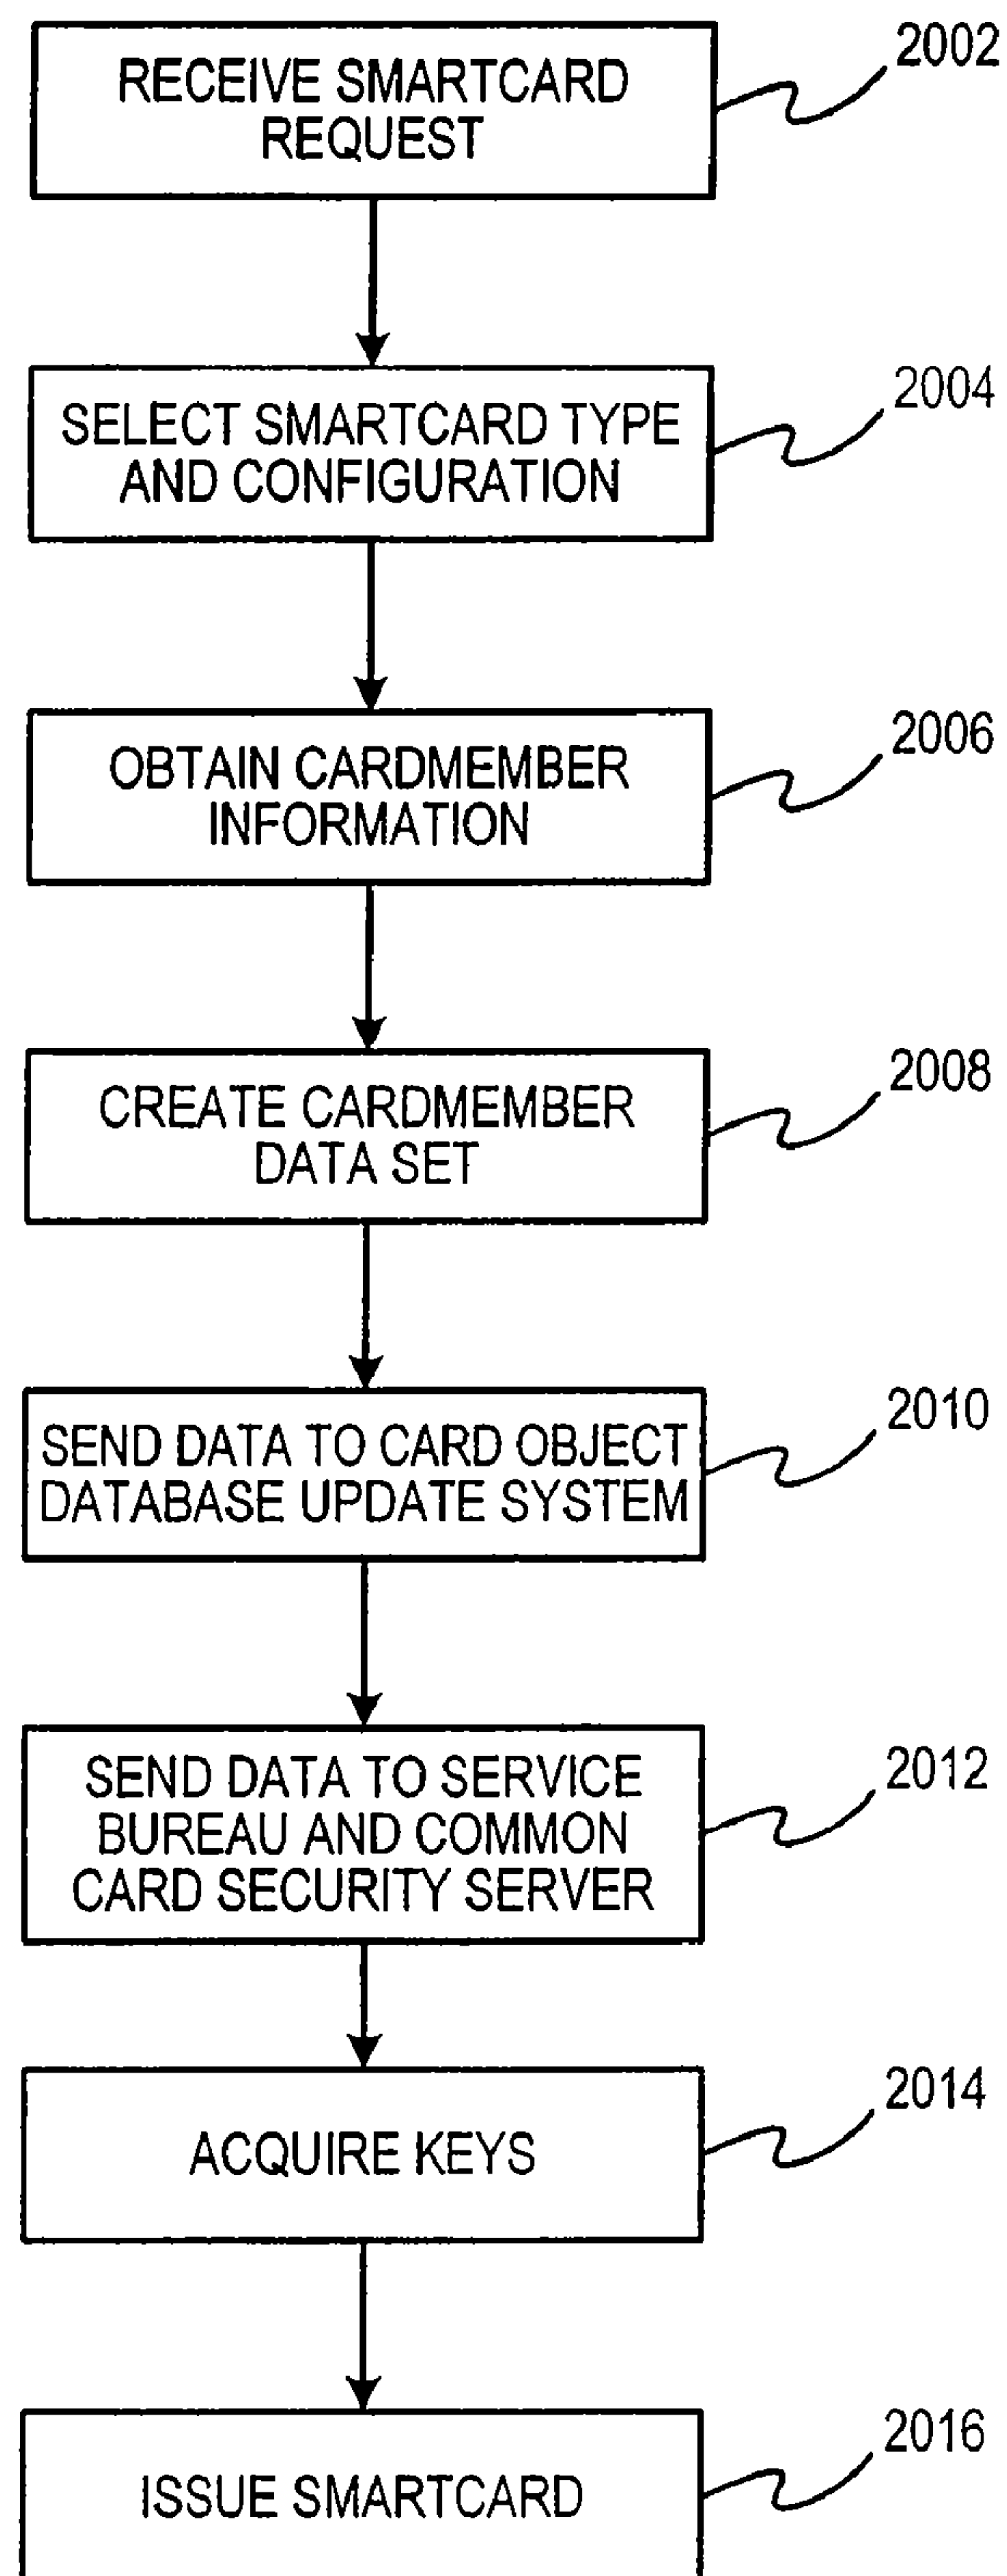 2002
RECEIVE SMARTCARD
REQUEST
2004
SELECT SMARTCARD TYPE
AND CONFIGURATION
2006
OBTAIN CARDMEMBER
INFORMATION
2008
CREATE CARDMEMBER
DATA SET
2010
SEND DATA TO CARD OBJECT
DATABASE UPDATE SYSTEM
2012
SEND DATA TO SERVICE
BUREAU AND COMMON
CARD SECURITY SERVER
2014
ACQUIRE KEYS
2016
ISSUE SMARTCARD